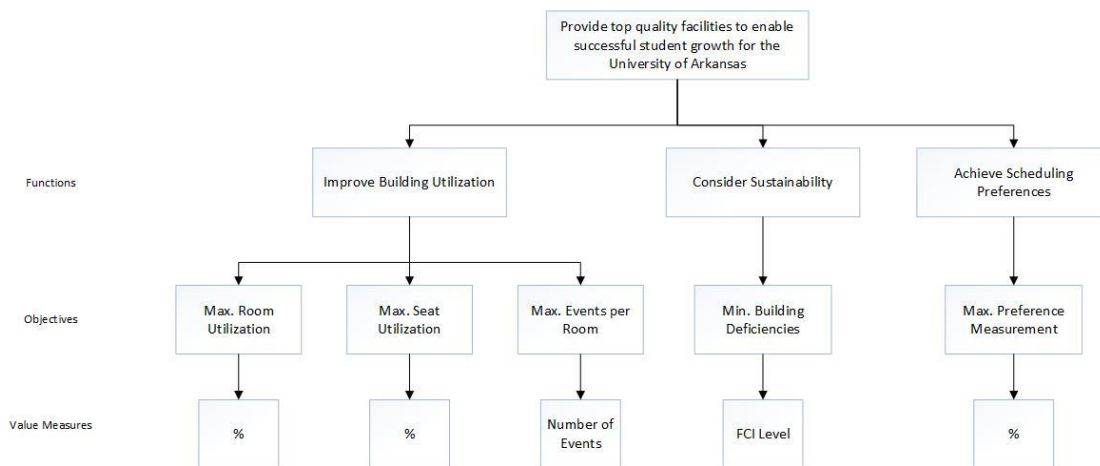 Provide top quality facilities to enable
successful student growth for the
University of Arkansas
Functions
Improve Building Utilization
Consider Sustainability
Achieve Scheduling
Preferences
Objectives
Max. Room
Utilization
Max. Seat
Utilization
Max. Events per
Room
Min. Building
Deficiencies
Max. Preference
Measurement
Value Measures
%
%
Number of
Events
FCI Level
%